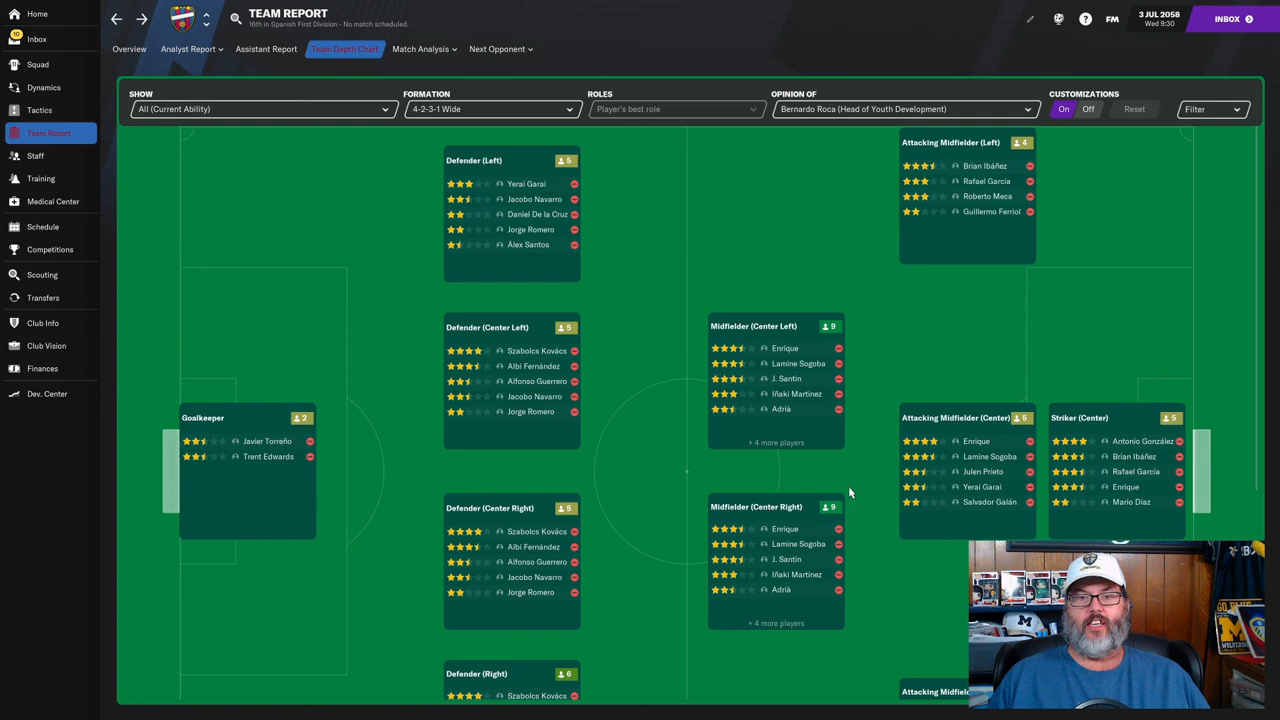 Home
10
Inbox
Squad
Dynamics
Tactics
Team Report
Staff
Training
Medical Center
Schedule
Competitions
Scouting
Transfers
Club Info
Club Vision
Finances
Dev. Center
TEAM REPORT
16th in Spanish First Division - No match scheduled.
FM
3 JUL 2058
Wed 9:30
INBOX
Overview
Analyst Report
Assistant Report
Team Depth Chart
Match Analysis
Next Opponent
SHOW
All (Current Ability)
FORMATION
4-2-3-1 Wide
ROLES
Player's best role
OPINION OF
Bernardo Roca (Head of Youth Development)
CUSTOMIZATIONS
On Off Reset
Filter
Goalkeeper 2
Javier Torreño
Trent Edwards
Defender (Left) 5
Yerai Garai
Jacobo Navarro
Daniel De la Cruz
Jorge Romero
Álex Santos
Defender (Center Left) 5
Szabolcs Kovács
Albi Fernández
Alfonso Guerrero
Jacobo Navarro
Jorge Romero
Defender (Center Right) 5
Szabolcs Kovács
Albi Fernández
Alfonso Guerrero
Jacobo Navarro
Jorge Romero
Defender (Right) 6
Szabolcs Kovács
Midfielder (Center Left) 9
Enrique
Lamine Sogoba
J. Santín
Iñaki Martínez
Adrià
+ 4 more players
Midfielder (Center Right) 9
Enrique
Lamine Sogoba
J. Santín
Iñaki Martínez
Adrià
+ 4 more players
Attacking Midfielder (Left) 4
Brian Ibáñez
Rafael García
Roberto Meca
Guillermo Ferriol
Attacking Midfielder (Center) 5
Enrique
Lamine Sogoba
Julen Prieto
Yerai Garai
Salvador Galán
Striker (Center) 5
Antonio González
Brian Ibáñez
Rafael García
Enrique
Mario Díaz
Attacking Midfiel
GO BLUE
WOLVERINE